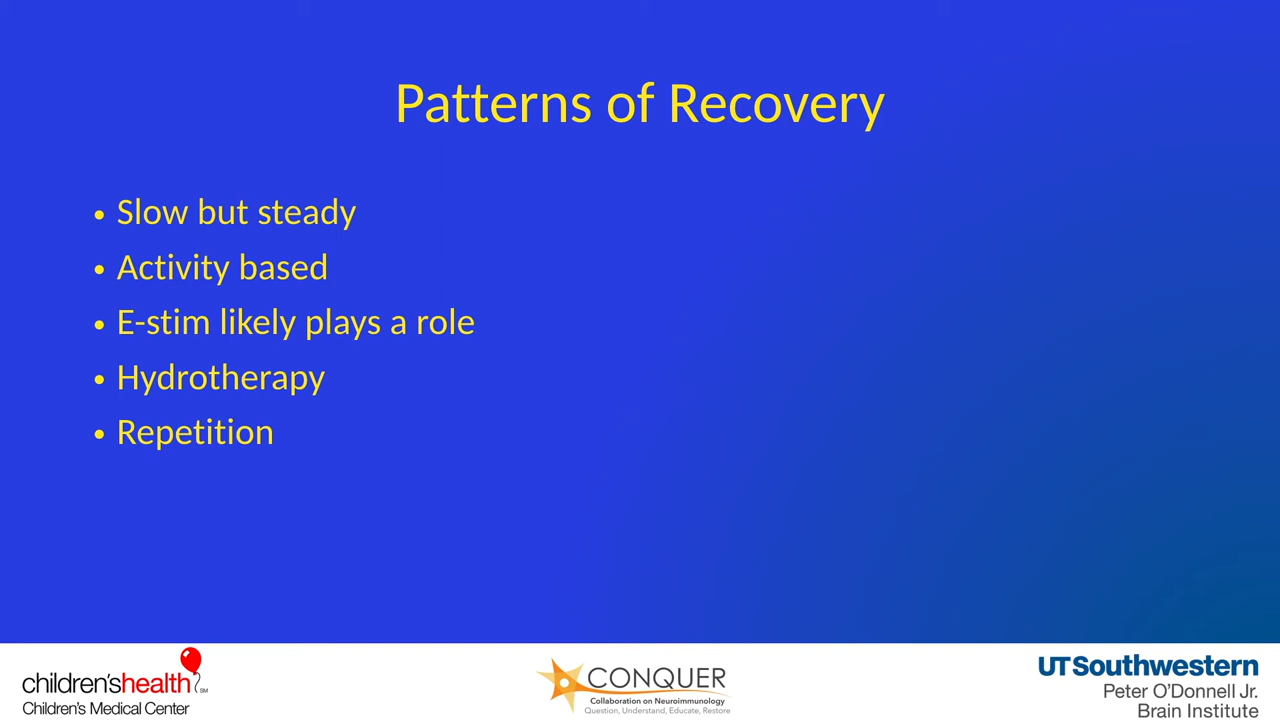 Patterns of Recovery
• Slow but steady
• Activity based
• E-stim likely plays a role
• Hydrotherapy
• Repetition
children'shealth SM
Children's Medical Center
CONQUER
Collaboration on Neuroimmunology
Question, Understand, Educate, Restore
UTSouthwestern
Peter O'Donnell Jr.
Brain Institute